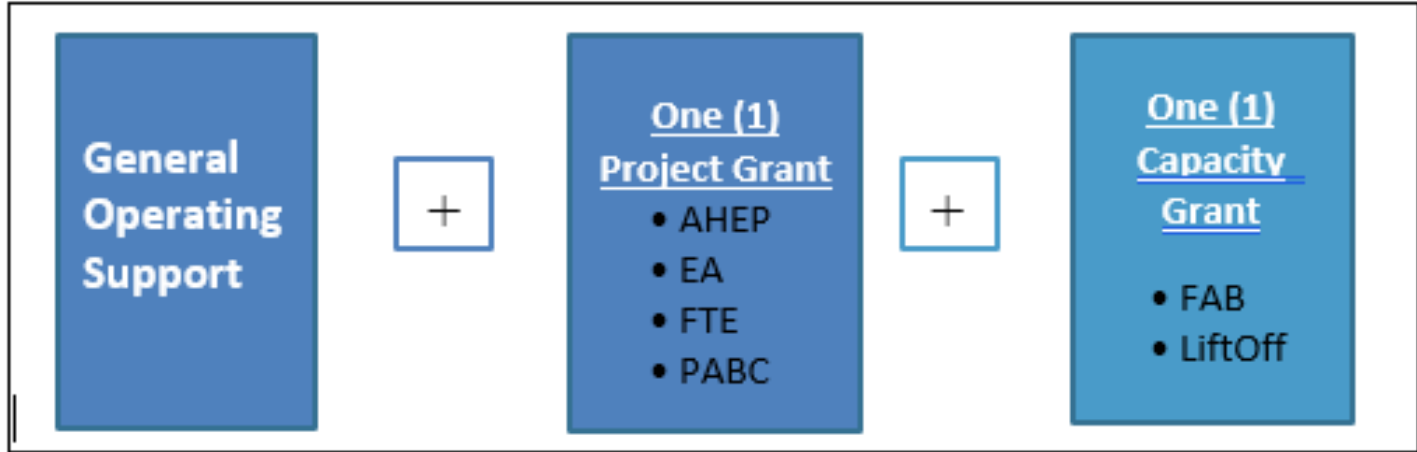 General
Operating
Support
+
One (1)
Project Grant
• AHEP
• EA
• FTE
• PABC
+
One (1)
Capacity
Grant
• FAB
• LiftOff